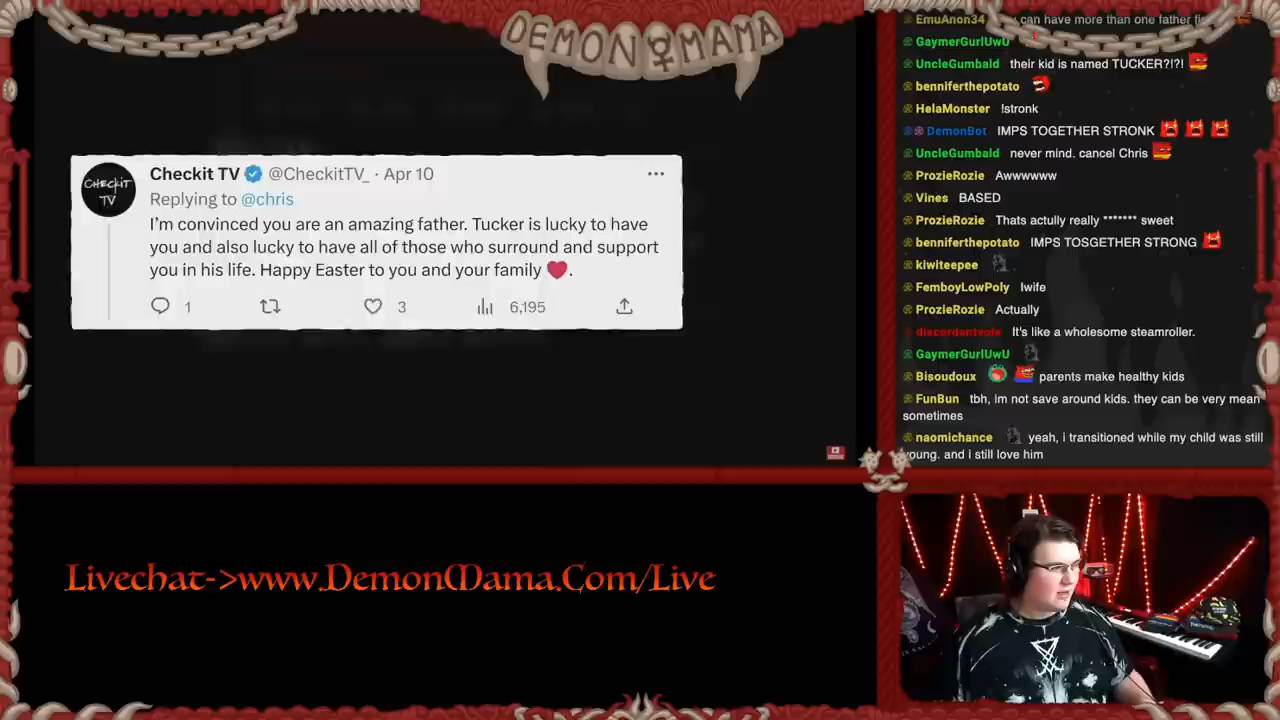 DEMON MAMA
CHECKIT
TV
Checkit TV @CheckitTV_ · Apr 10
Replying to @chris
I'm convinced you are an amazing father. Tucker is lucky to have
you and also lucky to have all of those who surround and support
you in his life. Happy Easter to you and your family ❤️.
1 3 6,195
Livechat->www.DemonMama.Com/Live
EmuAnon34 can have more than one father
GaymerGurlUwU
UncleGumbald their kid is named TUCKER?!?!
benniferthepotato
HelaMonster !stronk
DemonBot IMPS TOGETHER STRONK
UncleGumbald never mind. cancel Chris
ProzieRozie Awwwwww
Vines BASED
ProzieRozie Thats actully really ******* sweet
benniferthepotato IMPS TOSGETHER STRONG
kiwiteepee
FemboyLowPoly lwife
ProzieRozie Actually
It's like a wholesome steamroller.
GaymerGurlUwU
Bisoudoux parents make healthy kids
FunBun tbh, im not save around kids. they can be very mean
sometimes
naomichance yeah, i transitioned while my child was still
young. and i still love him